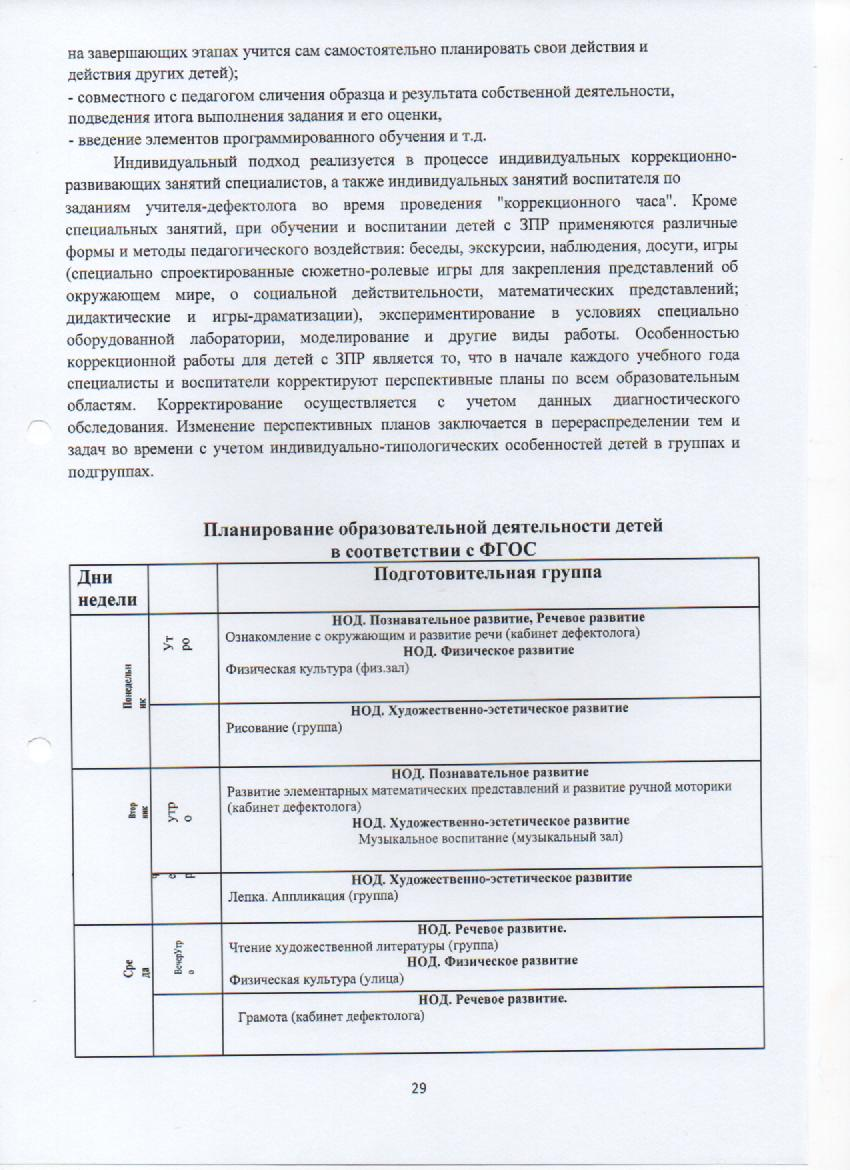 на завершающих этапах учится сам самостоятельно планировать свои действия и
действия других детей);
- совместного с педагогом сличения образца и результата собственной деятельности,
подведения итога выполнения задания и его оценки,
- введение элементов программированного обучения и т.д.
Индивидуальный подход реализуется в процессе индивидуальных коррекционно-
развивающих занятий специалистов, а также индивидуальных занятий воспитателя по
заданиям учителя-дефектолога во время проведения "коррекционного часа". Кроме
специальных занятий, при обучении и воспитании детей с ЗПР применяются различные
формы и методы педагогического воздействия: беседы, экскурсии, наблюдения, досуги, игры
(специально спроектированные сюжетно-ролевые игры для закрепления представлений об
окружающем мире, о социальной действительности, математических представлений;
дидактические и игры-драматизации), экспериментирование в условиях специально
оборудованной лаборатории, моделирование и другие виды работы. Особенностью
коррекционной работы для детей с ЗПР является то, что в начале каждого учебного года
специалисты и воспитатели корректируют перспективные планы по всем образовательным
областям. Корректирование осуществляется с учетом данных диагностического
обследования. Изменение перспективных планов заключается в перераспределении тем и
задач во времени с учетом индивидуально-типологических особенностей детей в группах и
подгруппах.
Планирование образовательной деятельности детей
в соответствии с ФГОС
Дни
недели
Подготовительная группа
Понедельн
ик
Ут
ро
НОД. Познавательное развитие, Речевое развитие
Ознакомление с окружающим и развитие речи (кабинет дефектолога)
НОД. Физическое развитие
Физическая культура (физ.зал)
НОД. Художественно-эстетическое развитие
Рисование (группа)
Втор
ник
Утр
о
НОД. Познавательное развитие
Развитие элементарных математических представлений и развитие ручной моторики
(кабинет дефектолога)
НОД. Художественно-эстетическое развитие
Музыкальное воспитание (музыкальный зал)
НОД. Художественно-эстетическое развитие
Лепка. Аппликация (группа)
Сре
да
ВечерУтр
о
НОД. Речевое развитие.
Чтение художественной литературы (группа)
НОД. Физическое развитие
Физическая культура (улица)
НОД. Речевое развитие.
Грамота (кабинет дефектолога)
29